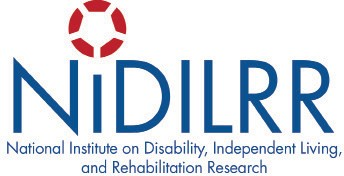 NiDILRR
National Institute on Disability, Independent Living,
and Rehabilitation Research